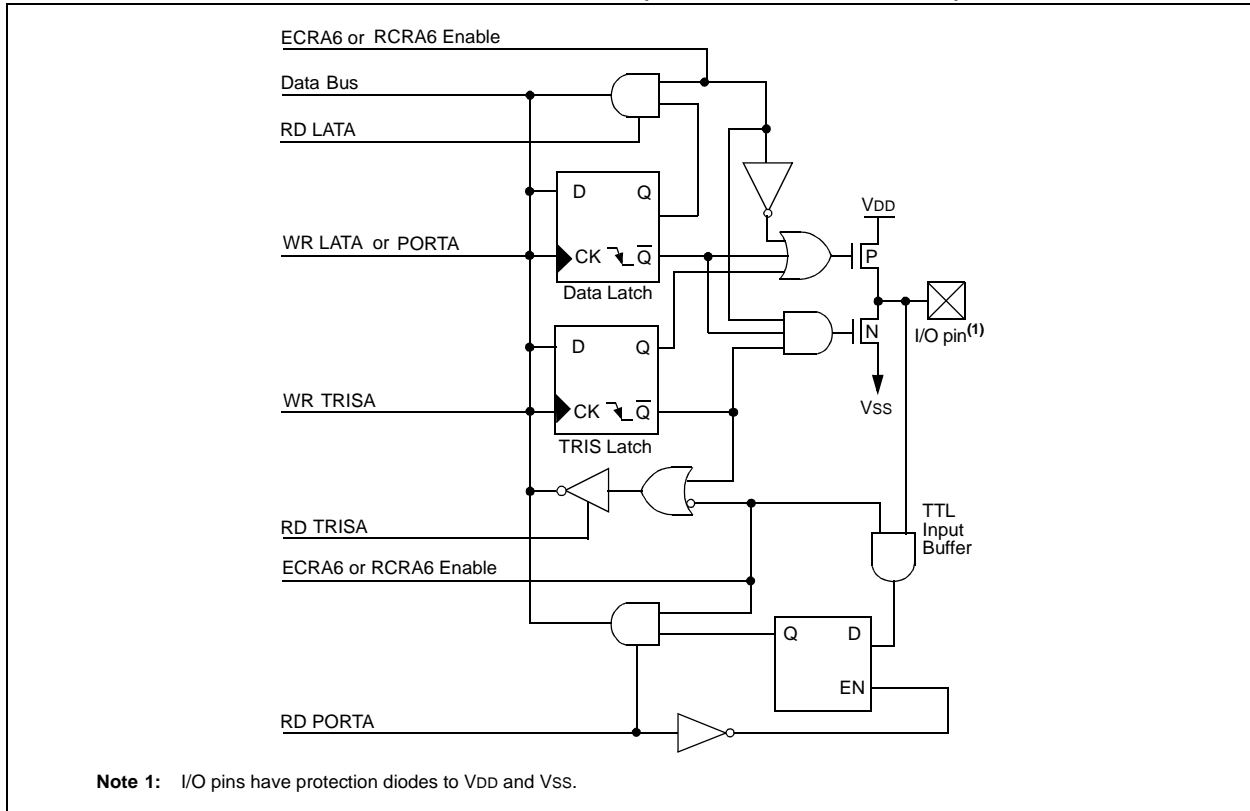 ECRA6 or RCRA6 Enable
Data Bus
RD LATA
D Q
VDD
WR LATA or PORTA
CK Q
P
Data Latch
I/O pin(1)
D Q
N
WR TRISA
CK Q
VSS
TRIS Latch
TTL
Input
Buffer
RD TRISA
ECRA6 or RCRA6 Enable
Q D
EN
RD PORTA
Note 1: I/O pins have protection diodes to VDD and VSS.